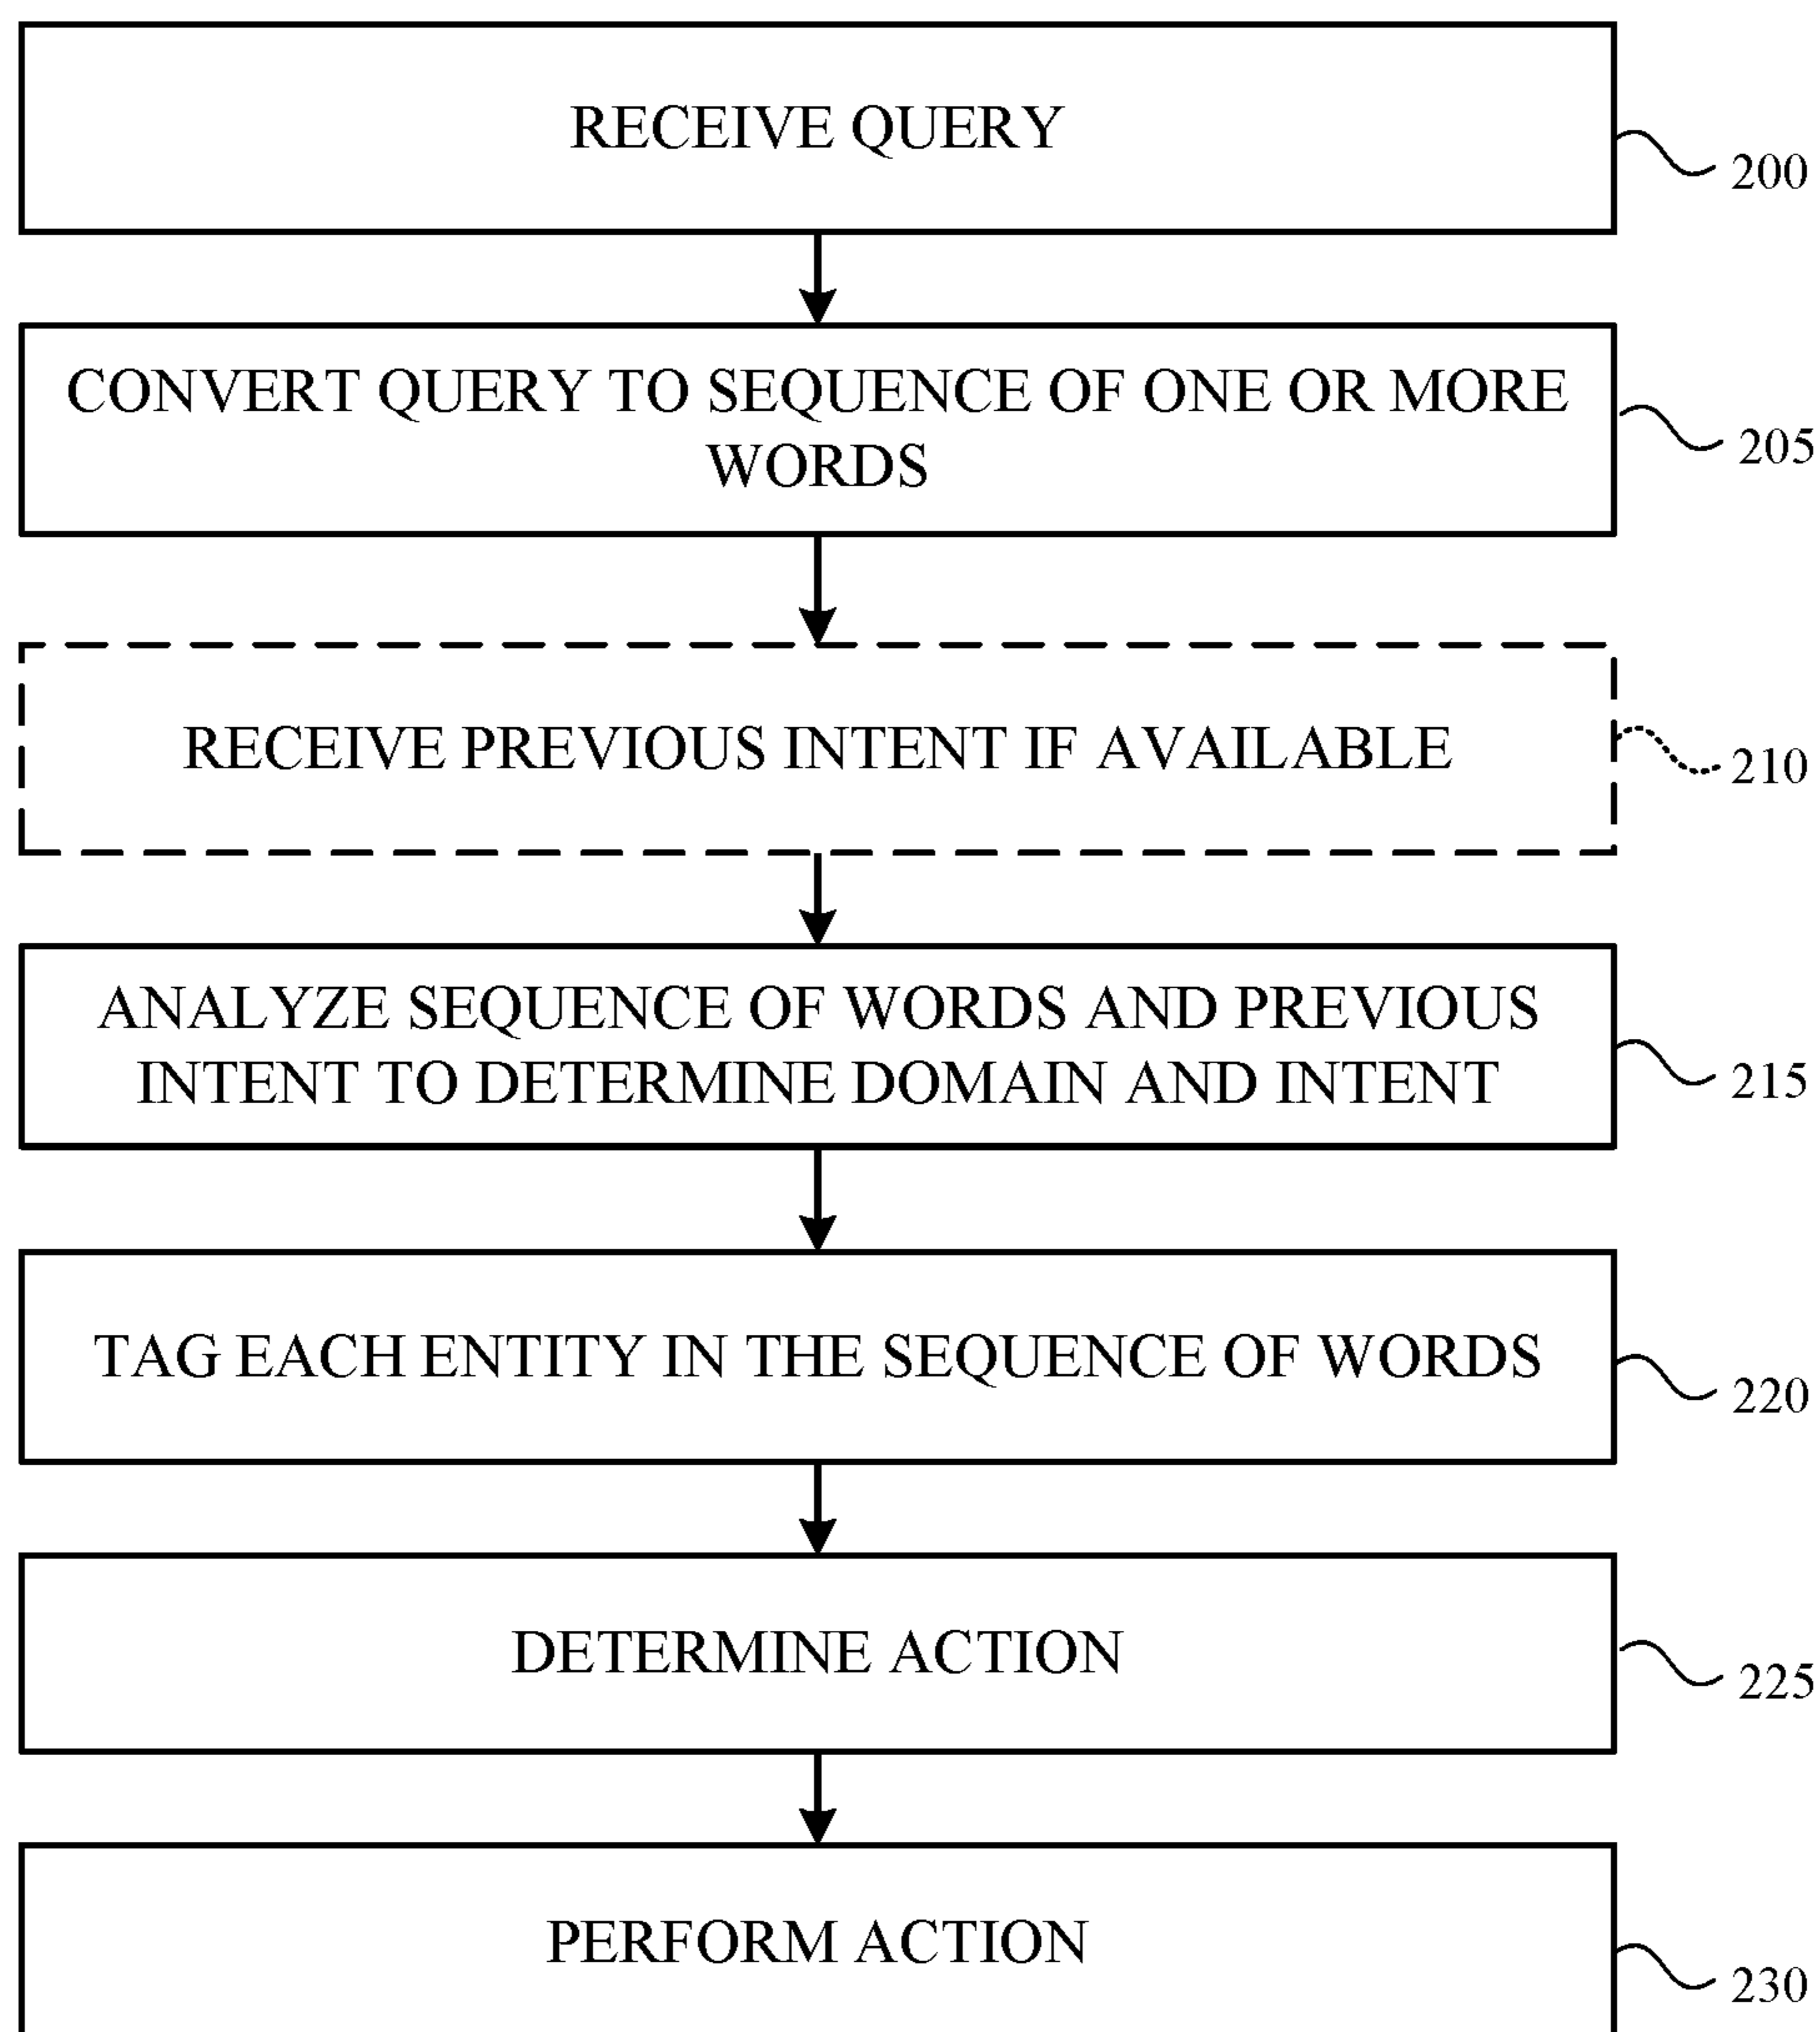 RECEIVE QUERY
200
CONVERT QUERY TO SEQUENCE OF ONE OR MORE
WORDS
205
RECEIVE PREVIOUS INTENT IF AVAILABLE
210
ANALYZE SEQUENCE OF WORDS AND PREVIOUS
INTENT TO DETERMINE DOMAIN AND INTENT
215
TAG EACH ENTITY IN THE SEQUENCE OF WORDS
220
DETERMINE ACTION
225
PERFORM ACTION
230